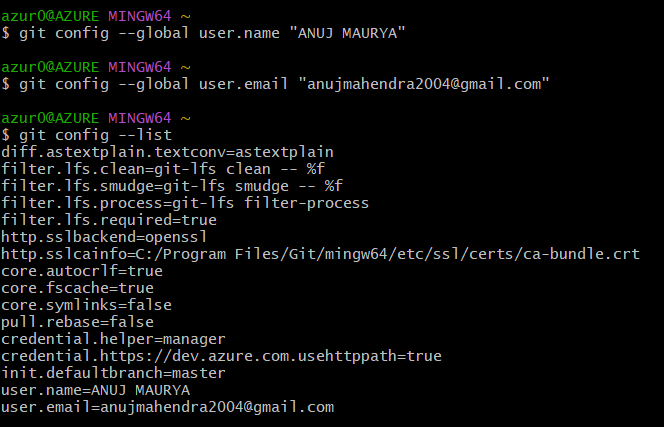 azur0@AZURE MINGW64 ~
$ git config --global user.name "ANUJ MAURYA"
azur0@AZURE MINGW64 ~
$ git config --global user.email "anujmahendra2004@gmail.com"
azur0@AZURE MINGW64 ~
$ git config --list
diff.astextplain.textconv=astextplain
filter.lfs.clean=git-lfs clean -- %f
filter.lfs.smudge=git-lfs smudge -- %f
filter.lfs.process=git-lfs filter-process
filter.lfs.required=true
http.sslbackend=openssl
http.sslcainfo=C:/Program Files/Git/mingw64/etc/ssl/certs/ca-bundle.crt
core.autocrlf=true
core.fscache=true
core.symlinks=false
pull.rebase=false
credential.helper=manager
credential.https://dev.azure.com.usehttppath=true
init.defaultbranch=master
user.name=ANUJ MAURYA
user.email=anujmahendra2004@gmail.com